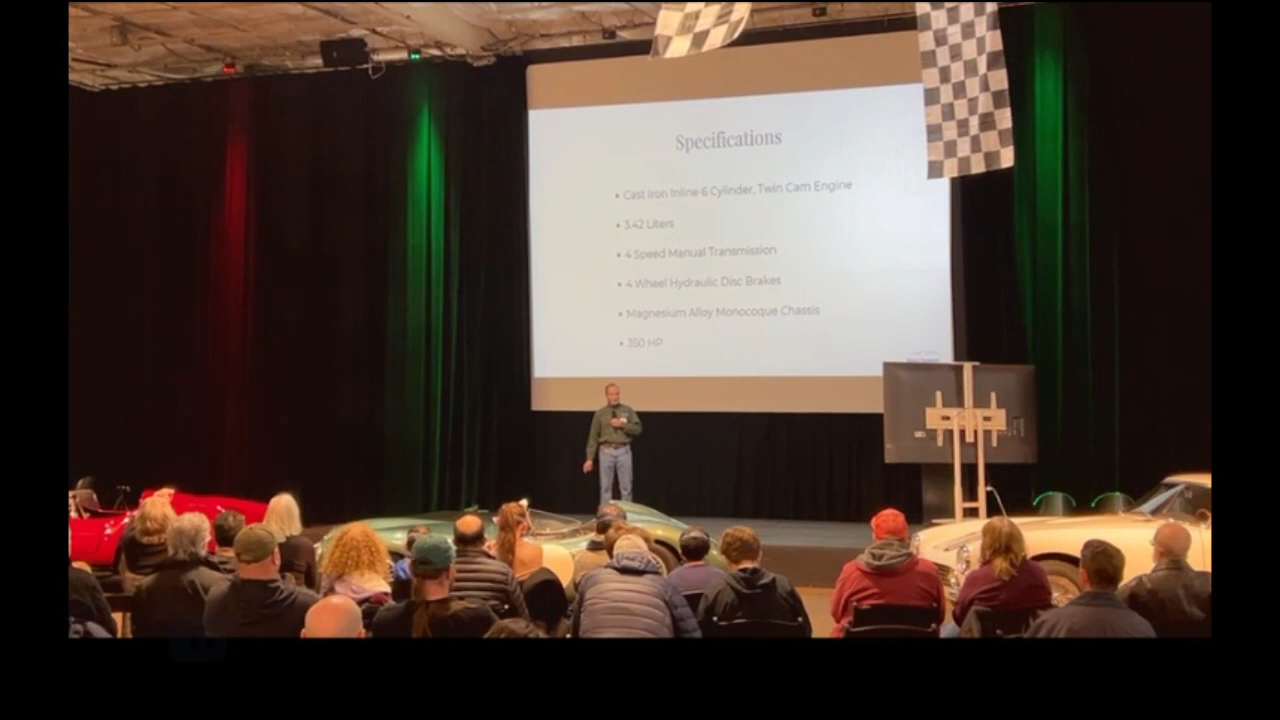 Specifications
• Cast Iron Inline 6 Cylinder, Twin Cam Engine
• 3.42 Liters
• 4 Speed Manual Transmission
• 4 Wheel Hydraulic Disc Brakes
• Magnesium Alloy Monocoque Chassis
• 350 HP